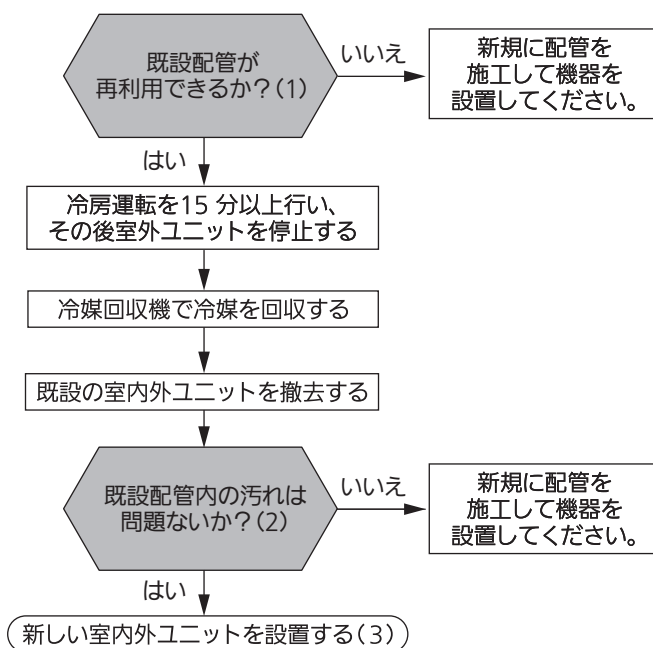 既設配管が
再利用できるか？(1)
いいえ
新規に配管を
施工して機器を
設置してください。
はい
冷房運転を15 分以上行い、
その後室外ユニットを停止する
冷媒回収機で冷媒を回収する
既設の室内外ユニットを撤去する
既設配管内の汚れは
問題ないか？(2)
いいえ
新規に配管を
施工して機器を
設置してください。
はい
新しい室内外ユニットを設置する(3)